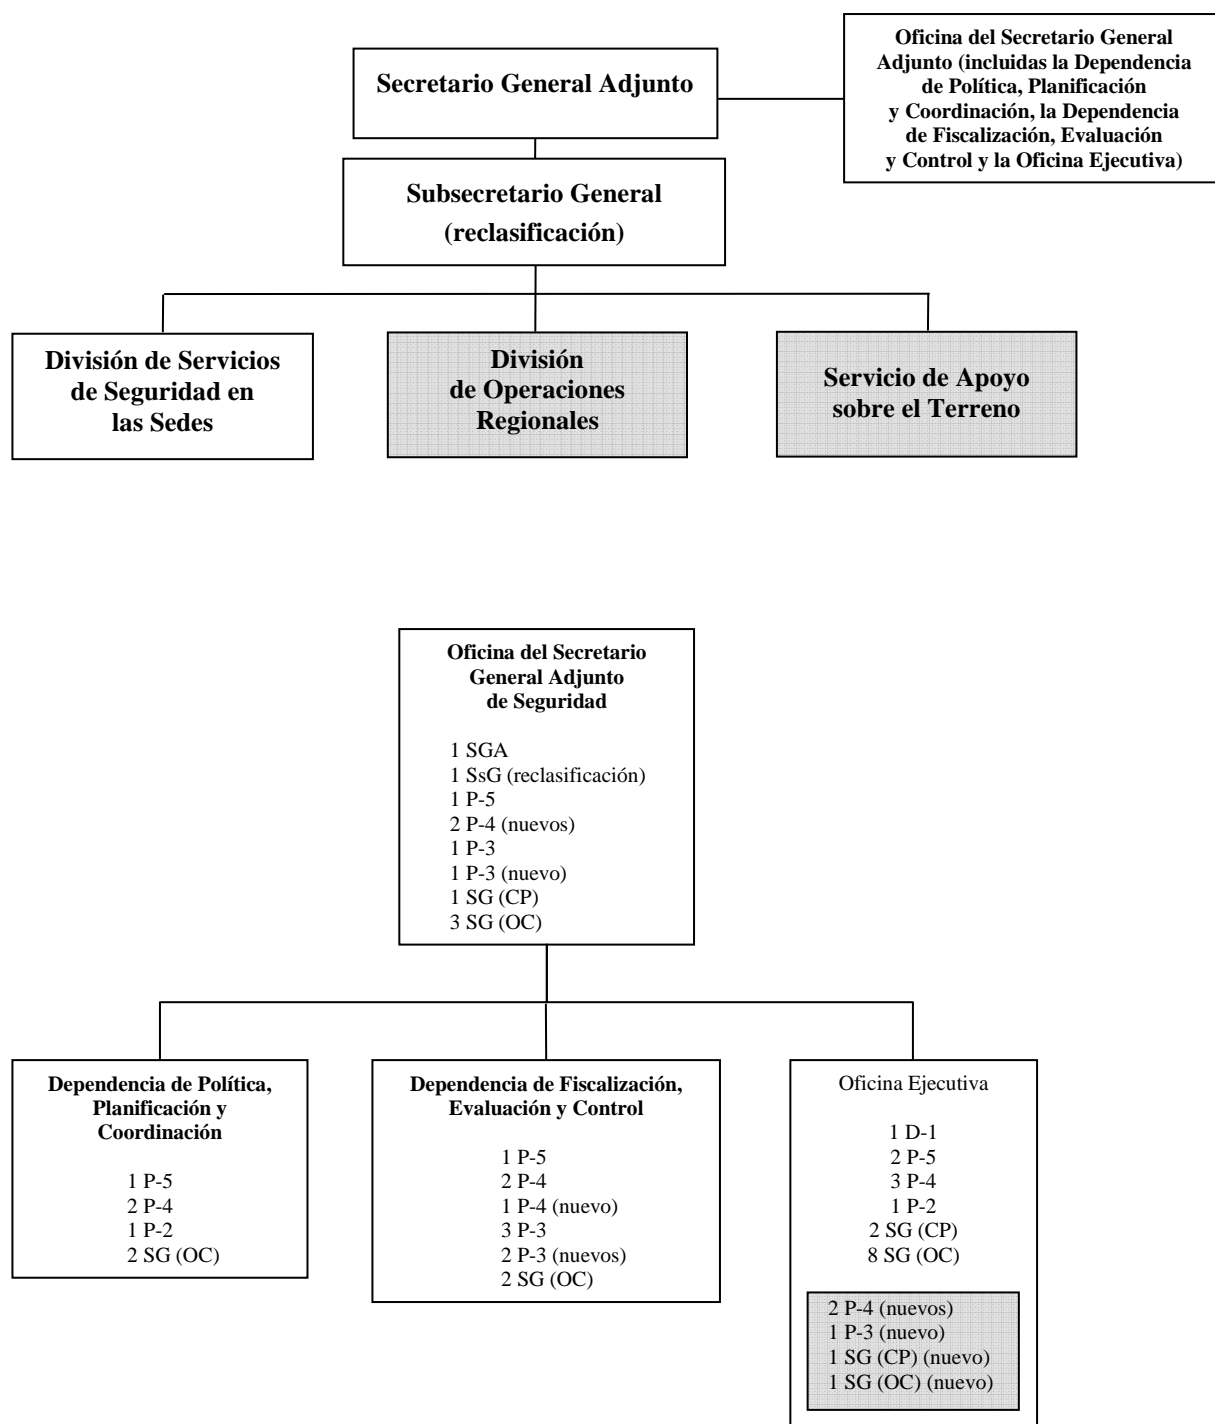 Secretario General Adjunto
Oficina del Secretario General
Adjunto (incluidas la Dependencia
de Política, Planificación
y Coordinación, la Dependencia
de Fiscalización, Evaluación
y Control y la Oficina Ejecutiva)
Subsecretario General
(reclasificación)
División de Servicios
de Seguridad en
las Sedes
División
de Operaciones
Regionales
Servicio de Apoyo
sobre el Terreno
Oficina del Secretario
General Adjunto
de Seguridad
1 SGA
1 SsG (reclasificación)
1 P-5
2 P-4 (nuevos)
1 P-3
1 P-3 (nuevo)
1 SG (CP)
3 SG (OC)
Dependencia de Política,
Planificación y
Coordinación
1 P-5
2 P-4
1 P-2
2 SG (OC)
Dependencia de Fiscalización,
Evaluación y Control
1 P-5
2 P-4
1 P-4 (nuevo)
3 P-3
2 P-3 (nuevos)
2 SG (OC)
Oficina Ejecutiva
1 D-1
2 P-5
3 P-4
1 P-2
2 SG (CP)
8 SG (OC)
2 P-4 (nuevos)
1 P-3 (nuevo)
1 SG (CP) (nuevo)
1 SG (OC) (nuevo)